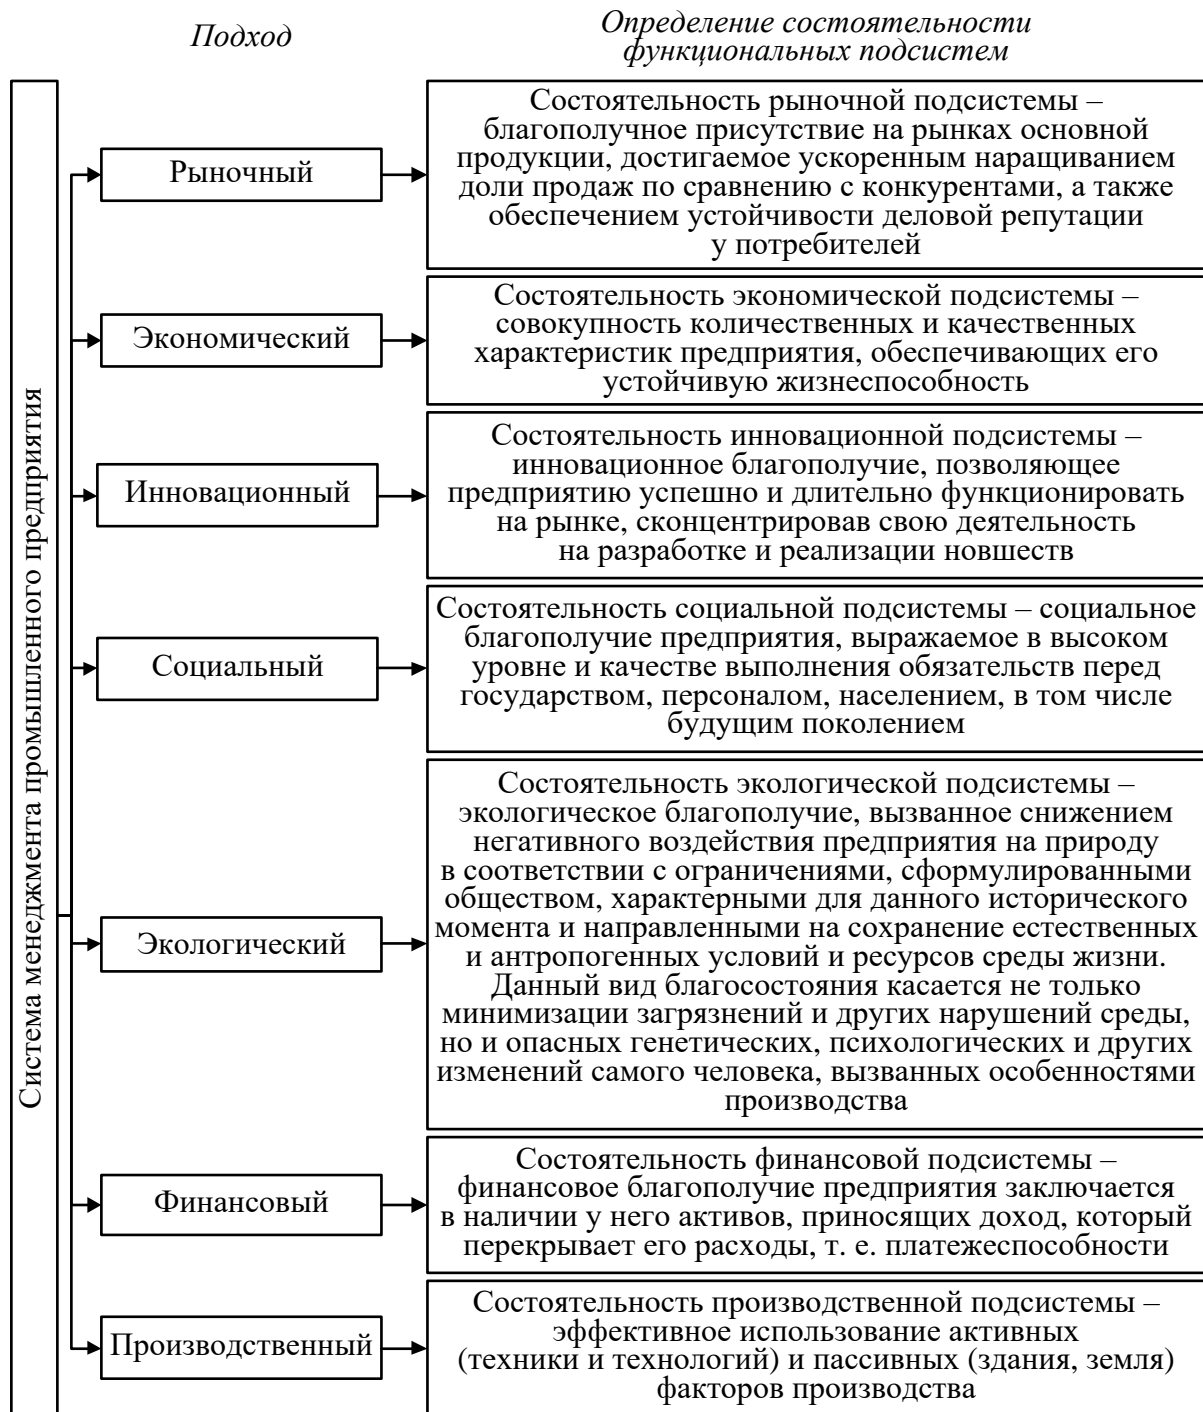 Подход
Определение состоятельности
функциональных подсистем
Система менеджмента промышленного предприятия
Рыночный
Состоятельность рыночной подсистемы –
благополучное присутствие на рынках основной
продукции, достигаемое ускоренным наращиванием
доли продаж по сравнению с конкурентами, а также
обеспечением устойчивости деловой репутации
у потребителей
Экономический
Состоятельность экономической подсистемы –
совокупность количественных и качественных
характеристик предприятия, обеспечивающих его
устойчивую жизнеспособность
Инновационный
Состоятельность инновационной подсистемы –
инновационное благополучие, позволяющее
предприятию успешно и длительно функционировать
на рынке, сконцентрировав свою деятельность
на разработке и реализации новшеств
Социальный
Состоятельность социальной подсистемы – социальное
благополучие предприятия, выражаемое в высоком
уровне и качестве выполнения обязательств перед
государством, персоналом, населением, в том числе
будущим поколением
Экологический
Состоятельность экологической подсистемы –
экологическое благополучие, вызванное снижением
негативного воздействия предприятия на природу
в соответствии с ограничениями, сформулированными
обществом, характерными для данного исторического
момента и направленными на сохранение естественных
и антропогенных условий и ресурсов среды жизни.
Данный вид благосостояния касается не только
минимизации загрязнений и других нарушений среды,
но и опасных генетических, психологических и других
изменений самого человека, вызванных особенностями
производства
Финансовый
Состоятельность финансовой подсистемы –
финансовое благополучие предприятия заключается
в наличии у него активов, приносящих доход, который
перекрывает его расходы, т. е. платежеспособности
Производственный
Состоятельность производственной подсистемы –
эффективное использование активных
(техники и технологий) и пассивных (здания, земля)
факторов производства